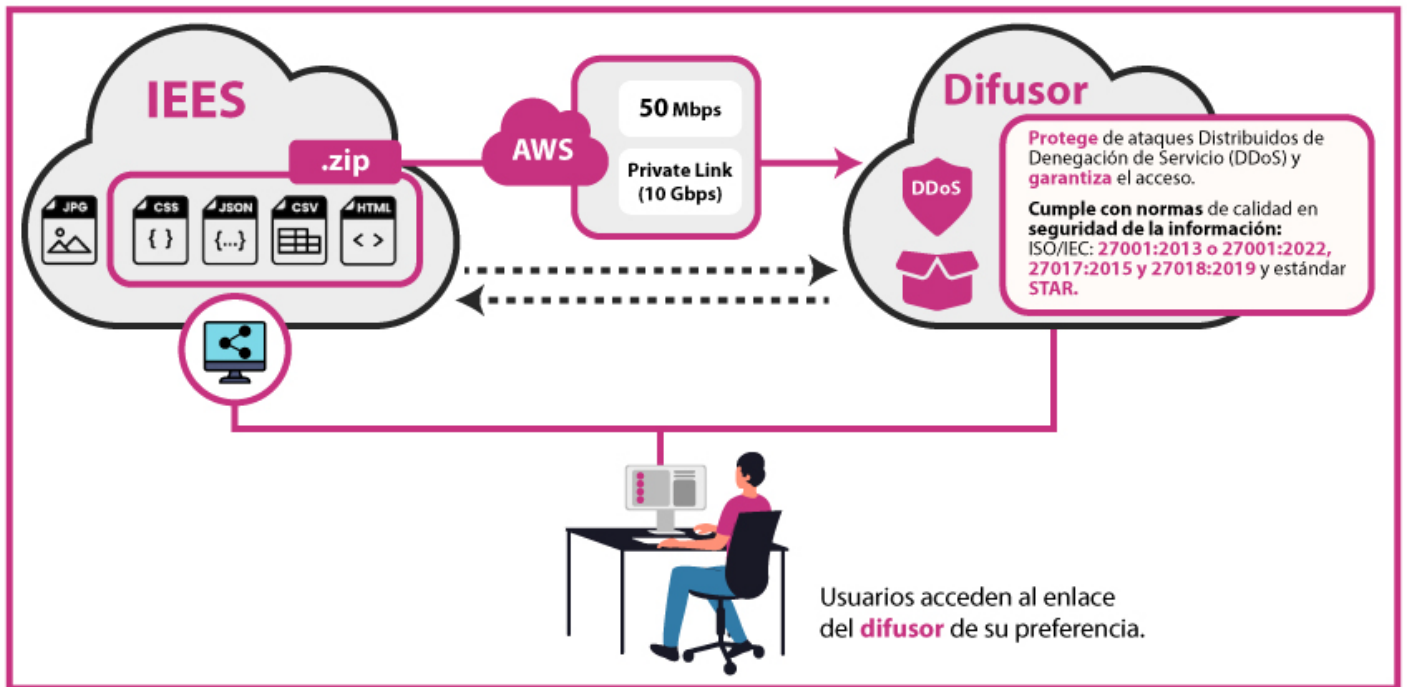 IEES
.zip
JPG
CSS
{ }
JSON
{...}
CSV
HTML
< >
AWS
50 Mbps
Private Link
(10 Gbps)
Difusor
DDoS
Protege de ataques Distribuidos de
Denegación de Servicio (DDoS) y
garantiza el acceso.
Cumple con normas de calidad en
seguridad de la información:
ISO/IEC: 27001:2013 o 27001:2022,
27017:2015 y 27018:2019 y estándar
STAR.
Usuarios acceden al enlace
del difusor de su preferencia.